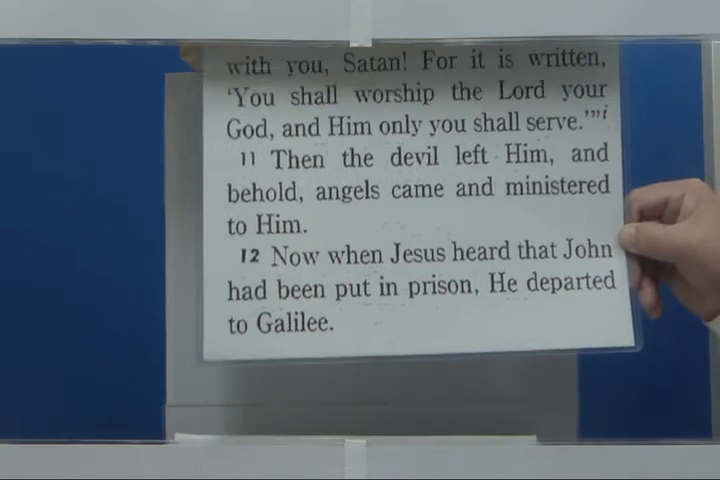 with you, Satan! For it is written,
‘You shall worship the Lord your
God, and Him only you shall serve.’”i
11 Then the devil left Him, and
behold, angels came and ministered
to Him.
12 Now when Jesus heard that John
had been put in prison, He departed
to Galilee.